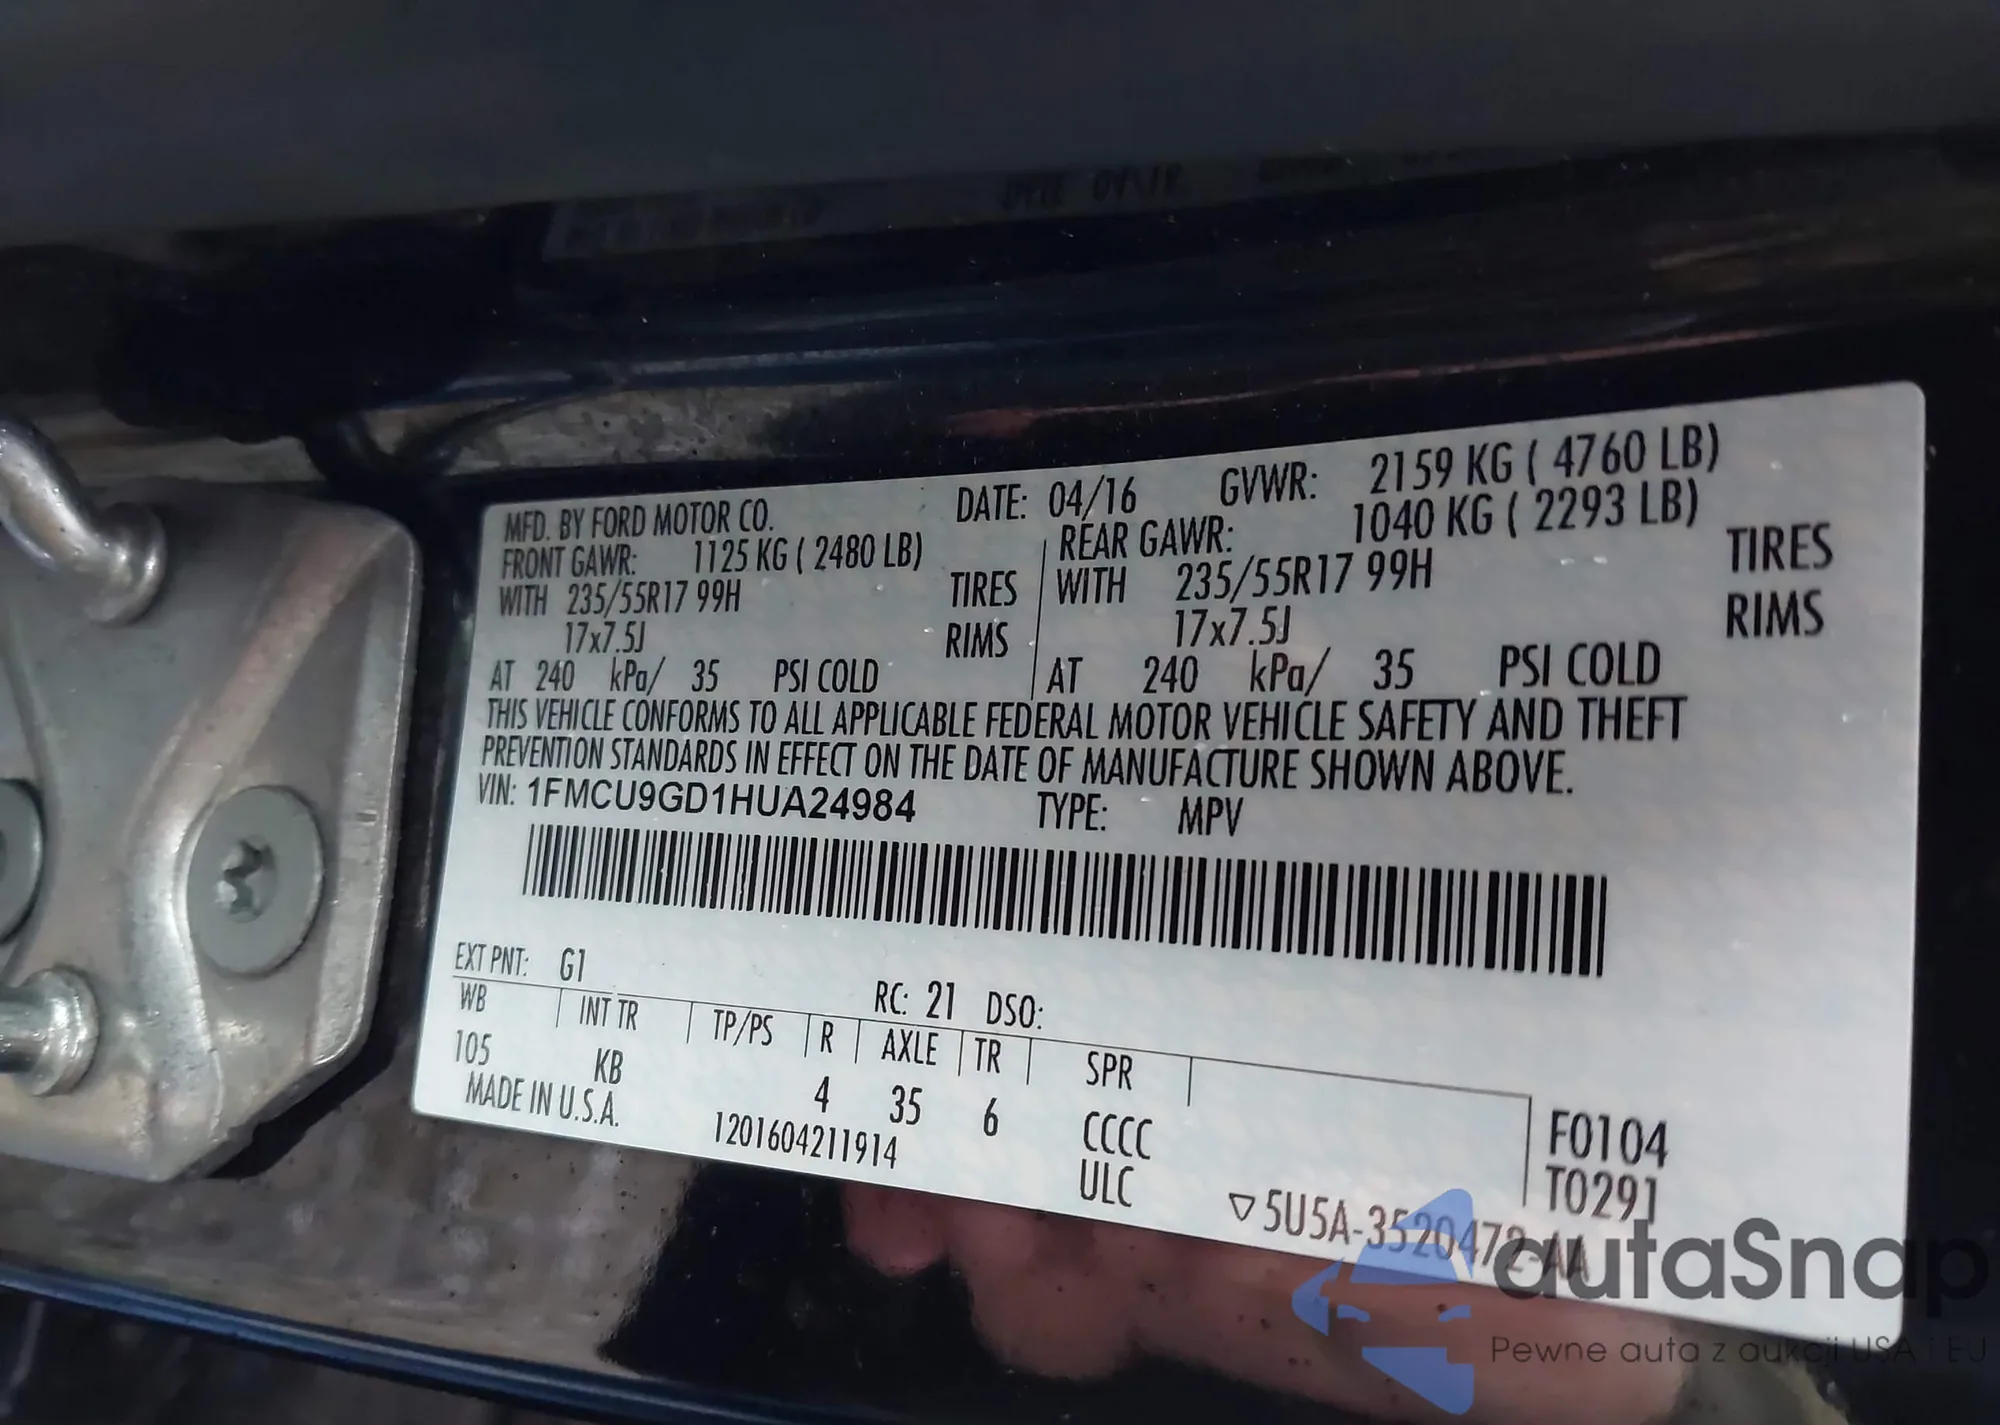 MFD. BY FORD MOTOR CO. DATE: 04/16 GVWR: 2159 KG ( 4760 LB)
FRONT GAWR: 1125 KG ( 2480 LB) REAR GAWR: 1040 KG ( 2293 LB)
WITH 235/55R17 99H TIRES WITH 235/55R17 99H TIRES
17x7.5J RIMS 17x7.5J RIMS
AT 240 kPa/ 35 PSI COLD AT 240 kPa/ 35 PSI COLD
THIS VEHICLE CONFORMS TO ALL APPLICABLE FEDERAL MOTOR VEHICLE SAFETY AND THEFT
PREVENTION STANDARDS IN EFFECT ON THE DATE OF MANUFACTURE SHOWN ABOVE.
VIN: 1FMCU9GD1HUA24984 TYPE: MPV
EXT PNT: G1 RC: 21 DSO:
WB INT TR TP/PS R AXLE TR SPR
105 KB 4 35 6 CCCC F0104
MADE IN U.S.A. 1201604211914 ULC T0291
5U5A-3520472-AA
autaSnap
Pewne auta z aukcji USA i EU